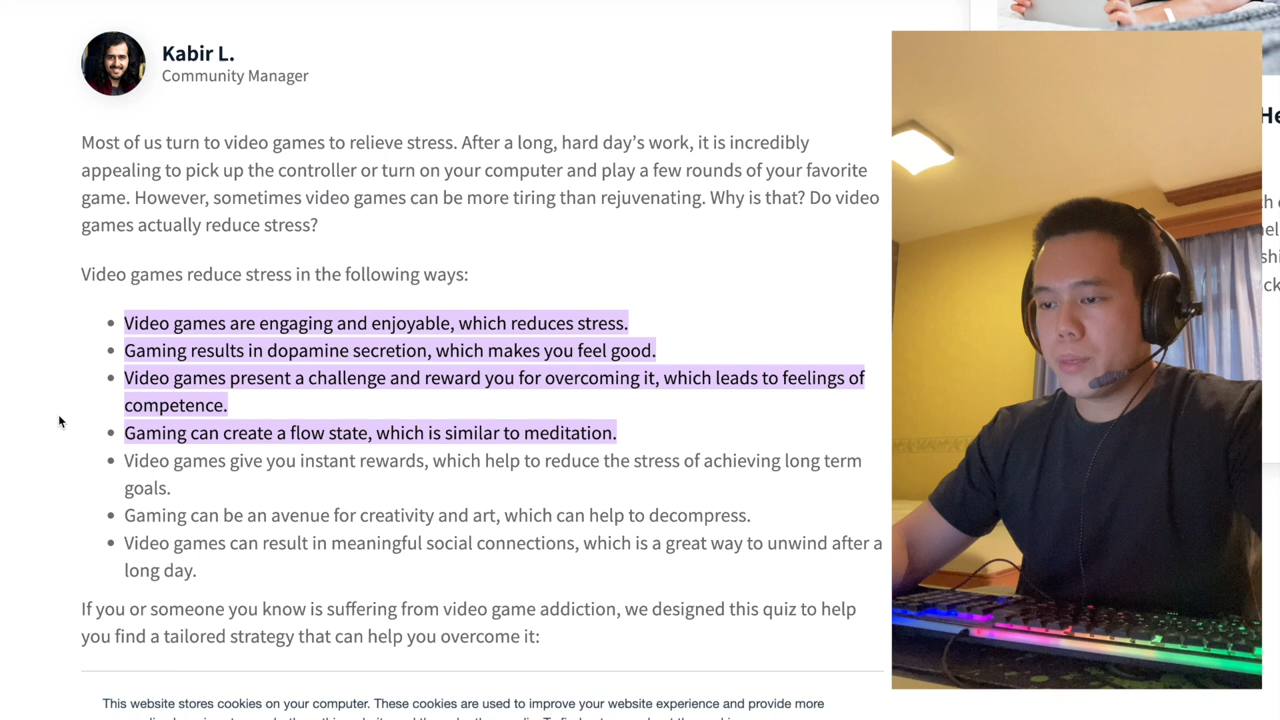 Kabir L.
Community Manager
Most of us turn to video games to relieve stress. After a long, hard day’s work, it is incredibly
appealing to pick up the controller or turn on your computer and play a few rounds of your favorite
game. However, sometimes video games can be more tiring than rejuvenating. Why is that? Do video
games actually reduce stress?
Video games reduce stress in the following ways:
Video games are engaging and enjoyable, which reduces stress.
Gaming results in dopamine secretion, which makes you feel good.
Video games present a challenge and reward you for overcoming it, which leads to feelings of
competence.
Gaming can create a flow state, which is similar to meditation.
Video games give you instant rewards, which help to reduce the stress of achieving long term
goals.
Gaming can be an avenue for creativity and art, which can help to decompress.
Video games can result in meaningful social connections, which is a great way to unwind after a
long day.
If you or someone you know is suffering from video game addiction, we designed this quiz to help
you find a tailored strategy that can help you overcome it:
This website stores cookies on your computer. These cookies are used to improve your website experience and provide more